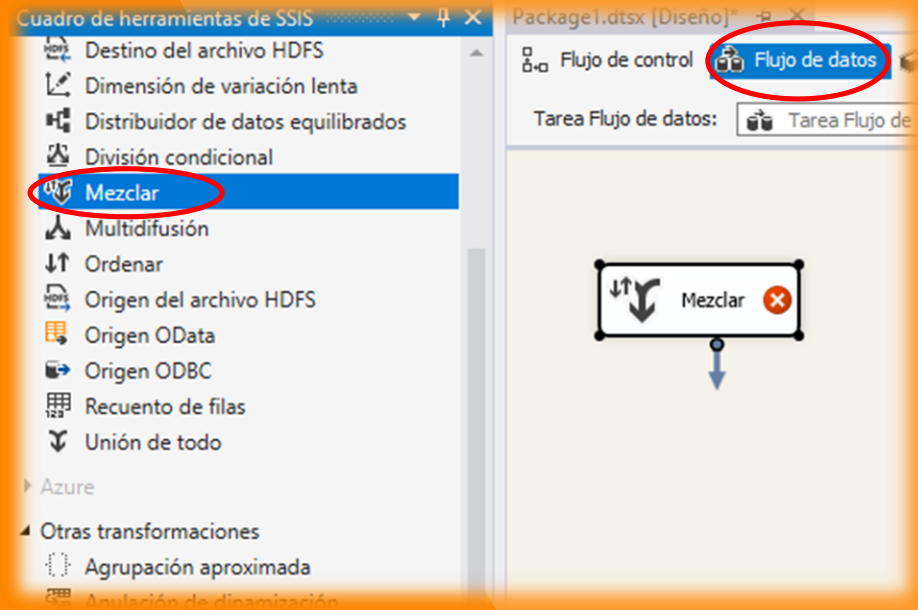 Cuadro de herramientas de SSIS
Destino del archivo HDFS
Dimensión de variación lenta
Distribuidor de datos equilibrados
División condicional
Mezclar
Multidifusión
Ordenar
Origen del archivo HDFS
Origen OData
Origen ODBC
Recuento de filas
Unión de todo
Azure
Otras transformaciones
Agrupación aproximada
Anulación de dinamización
Package1.dtsx [Diseño]*
Flujo de control
Flujo de datos
Tarea Flujo de datos:
Tarea Flujo de
Mezclar